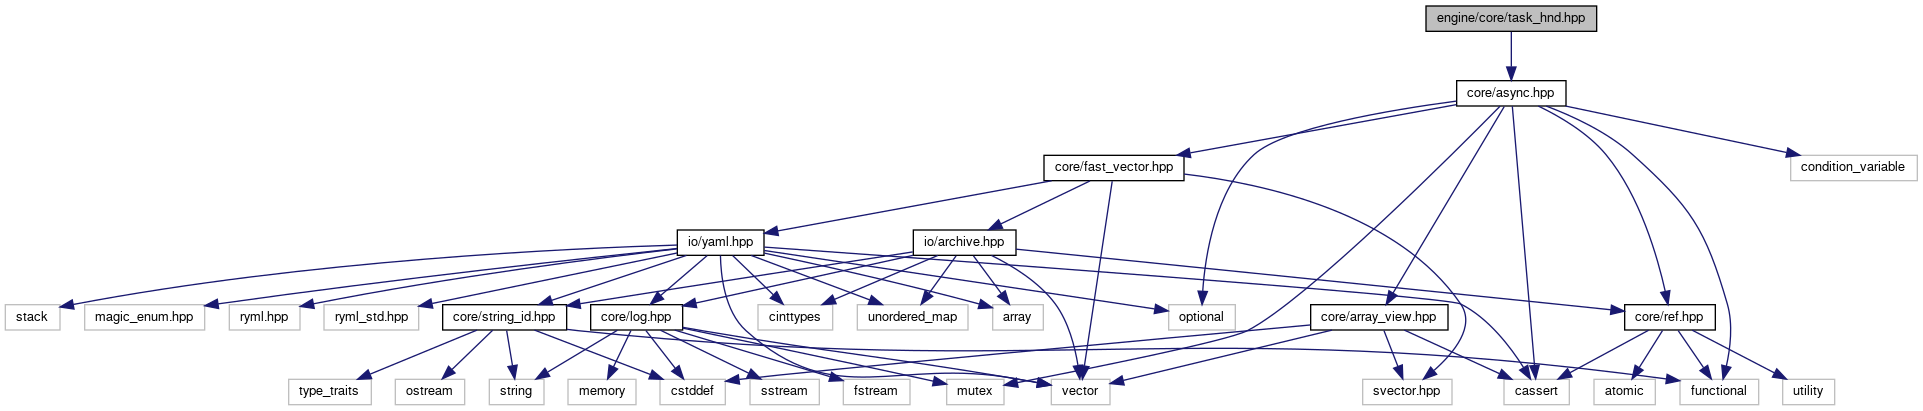 engine/core/task_hnd.hpp
core/async.hpp
core/fast_vector.hpp
condition_variable
io/yaml.hpp
io/archive.hpp
stack
magic_enum.hpp
ryml.hpp
ryml_std.hpp
core/string_id.hpp
core/log.hpp
cinttypes
unordered_map
array
optional
core/array_view.hpp
core/ref.hpp
type_traits
ostream
string
memory
cstddef
sstream
fstream
mutex
vector
svector.hpp
cassert
atomic
functional
utility